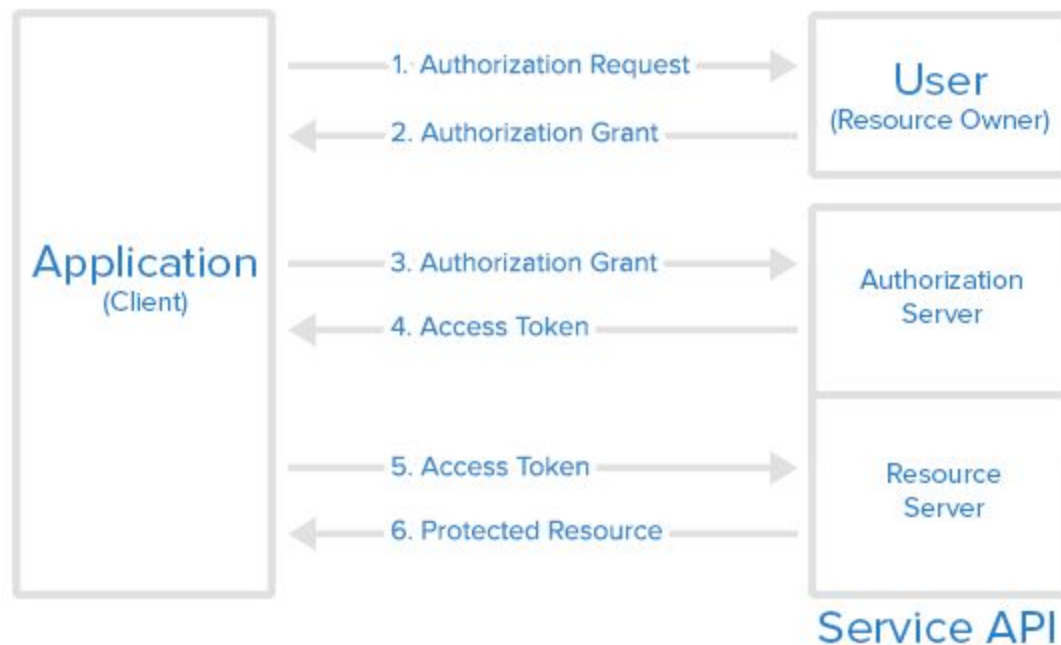 1. Authorization Request
User
(Resource Owner)
2. Authorization Grant
Application
(Client)
3. Authorization Grant
Authorization
Server
4. Access Token
5. Access Token
Resource
Server
6. Protected Resource
Service API